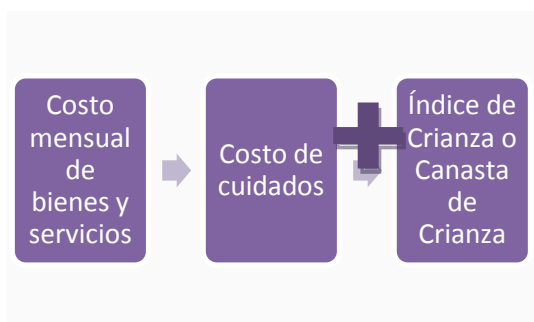 Costo
mensual
de
bienes y
servicios
Costo de
cuidados
Índice de
Crianza o
Canasta
de
Crianza